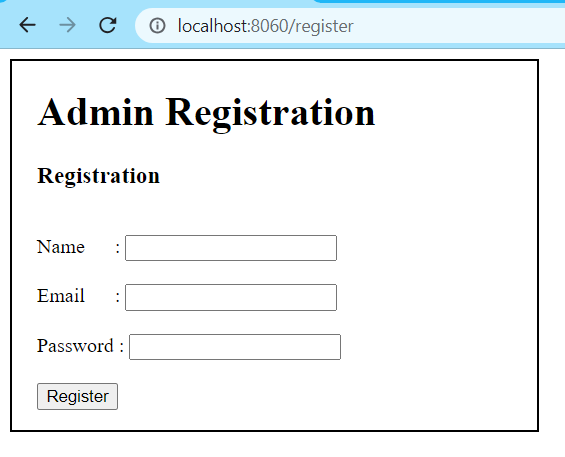 localhost:8060/register
Admin Registration
Registration
Name :
Email :
Password :
Register